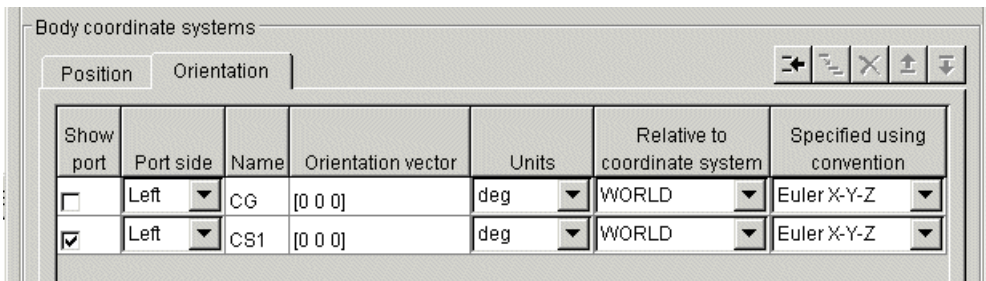 Body coordinate systems
Position Orientation
Show port Port side Name Orientation vector Units Relative to coordinate system Specified using convention
Left CG [0 0 0] deg WORLD Euler X-Y-Z
Left CS1 [0 0 0] deg WORLD Euler X-Y-Z